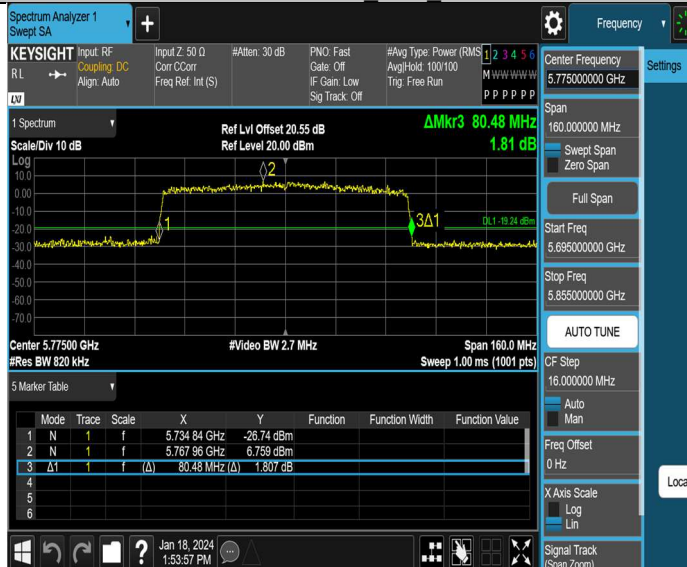 Spectrum Analyzer 1
Swept SA
Frequency
Settings
KEYSIGHT
RL
LXI
Input: RF
Coupling: DC
Align: Auto
Input Z: 50 Ω
Corr CCorr
Freq Ref: Int (S)
#Atten: 30 dB
PNO: Fast
Gate: Off
IF Gain: Low
Sig Track: Off
#Avg Type: Power (RMS
Avg|Hold: 100/100
Trig: Free Run
1 2 3 4 5 6
M W W W W W
P P P P P P
1 Spectrum
Scale/Div 10 dB
Ref Lvl Offset 20.55 dB
Ref Level 20.00 dBm
ΔMkr3 80.48 MHz
1.81 dB
Log
10.0
0.00
-10.0
-20.0
-30.0
-40.0
-50.0
-60.0
-70.0
2
1
3Δ1
DL1 -19.24 dBm
Center 5.77500 GHz
#Res BW 820 kHz
#Video BW 2.7 MHz
Span 160.0 MHz
Sweep 1.00 ms (1001 pts)
5 Marker Table
Mode Trace Scale X Y Function Function Width Function Value
1 N 1 f 5.734 84 GHz -26.74 dBm
2 N 1 f 5.767 96 GHz 6.759 dBm
3 Δ1 1 f (Δ) 80.48 MHz (Δ) 1.807 dB
4
5
6
Jan 18, 2024
1:53:57 PM
Center Frequency
5.775000000 GHz
Span
160.000000 MHz
Swept Span
Zero Span
Full Span
Start Freq
5.695000000 GHz
Stop Freq
5.855000000 GHz
AUTO TUNE
CF Step
16.000000 MHz
Auto
Man
Freq Offset
0 Hz
X Axis Scale
Log
Lin
Signal Track
(Span Zoom)
Loca